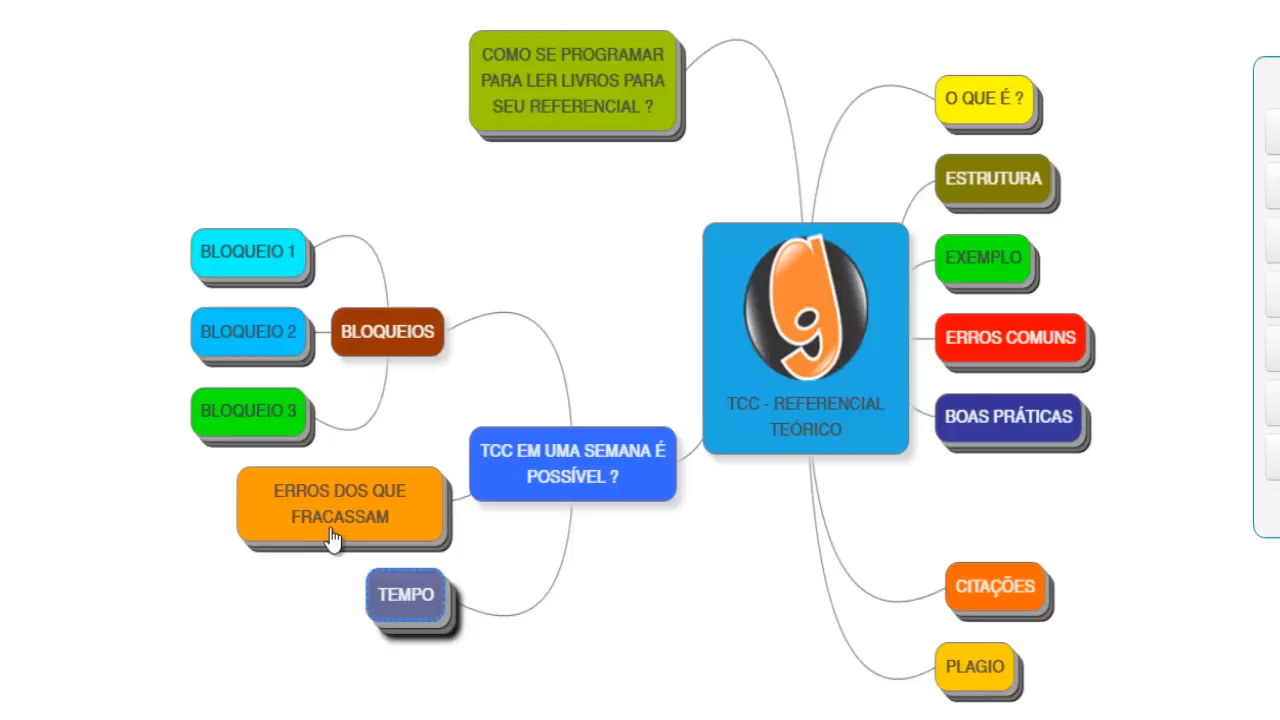 COMO SE PROGRAMAR
PARA LER LIVROS PARA
SEU REFERENCIAL ?
O QUE É ?
ESTRUTURA
EXEMPLO
ERROS COMUNS
BOAS PRÁTICAS
g
TCC - REFERENCIAL
TEÓRICO
BLOQUEIO 1
BLOQUEIO 2
BLOQUEIO 3
BLOQUEIOS
TCC EM UMA SEMANA É
POSSÍVEL ?
ERROS DOS QUE
FRACASSAM
TEMPO
CITAÇÕES
PLAGIO